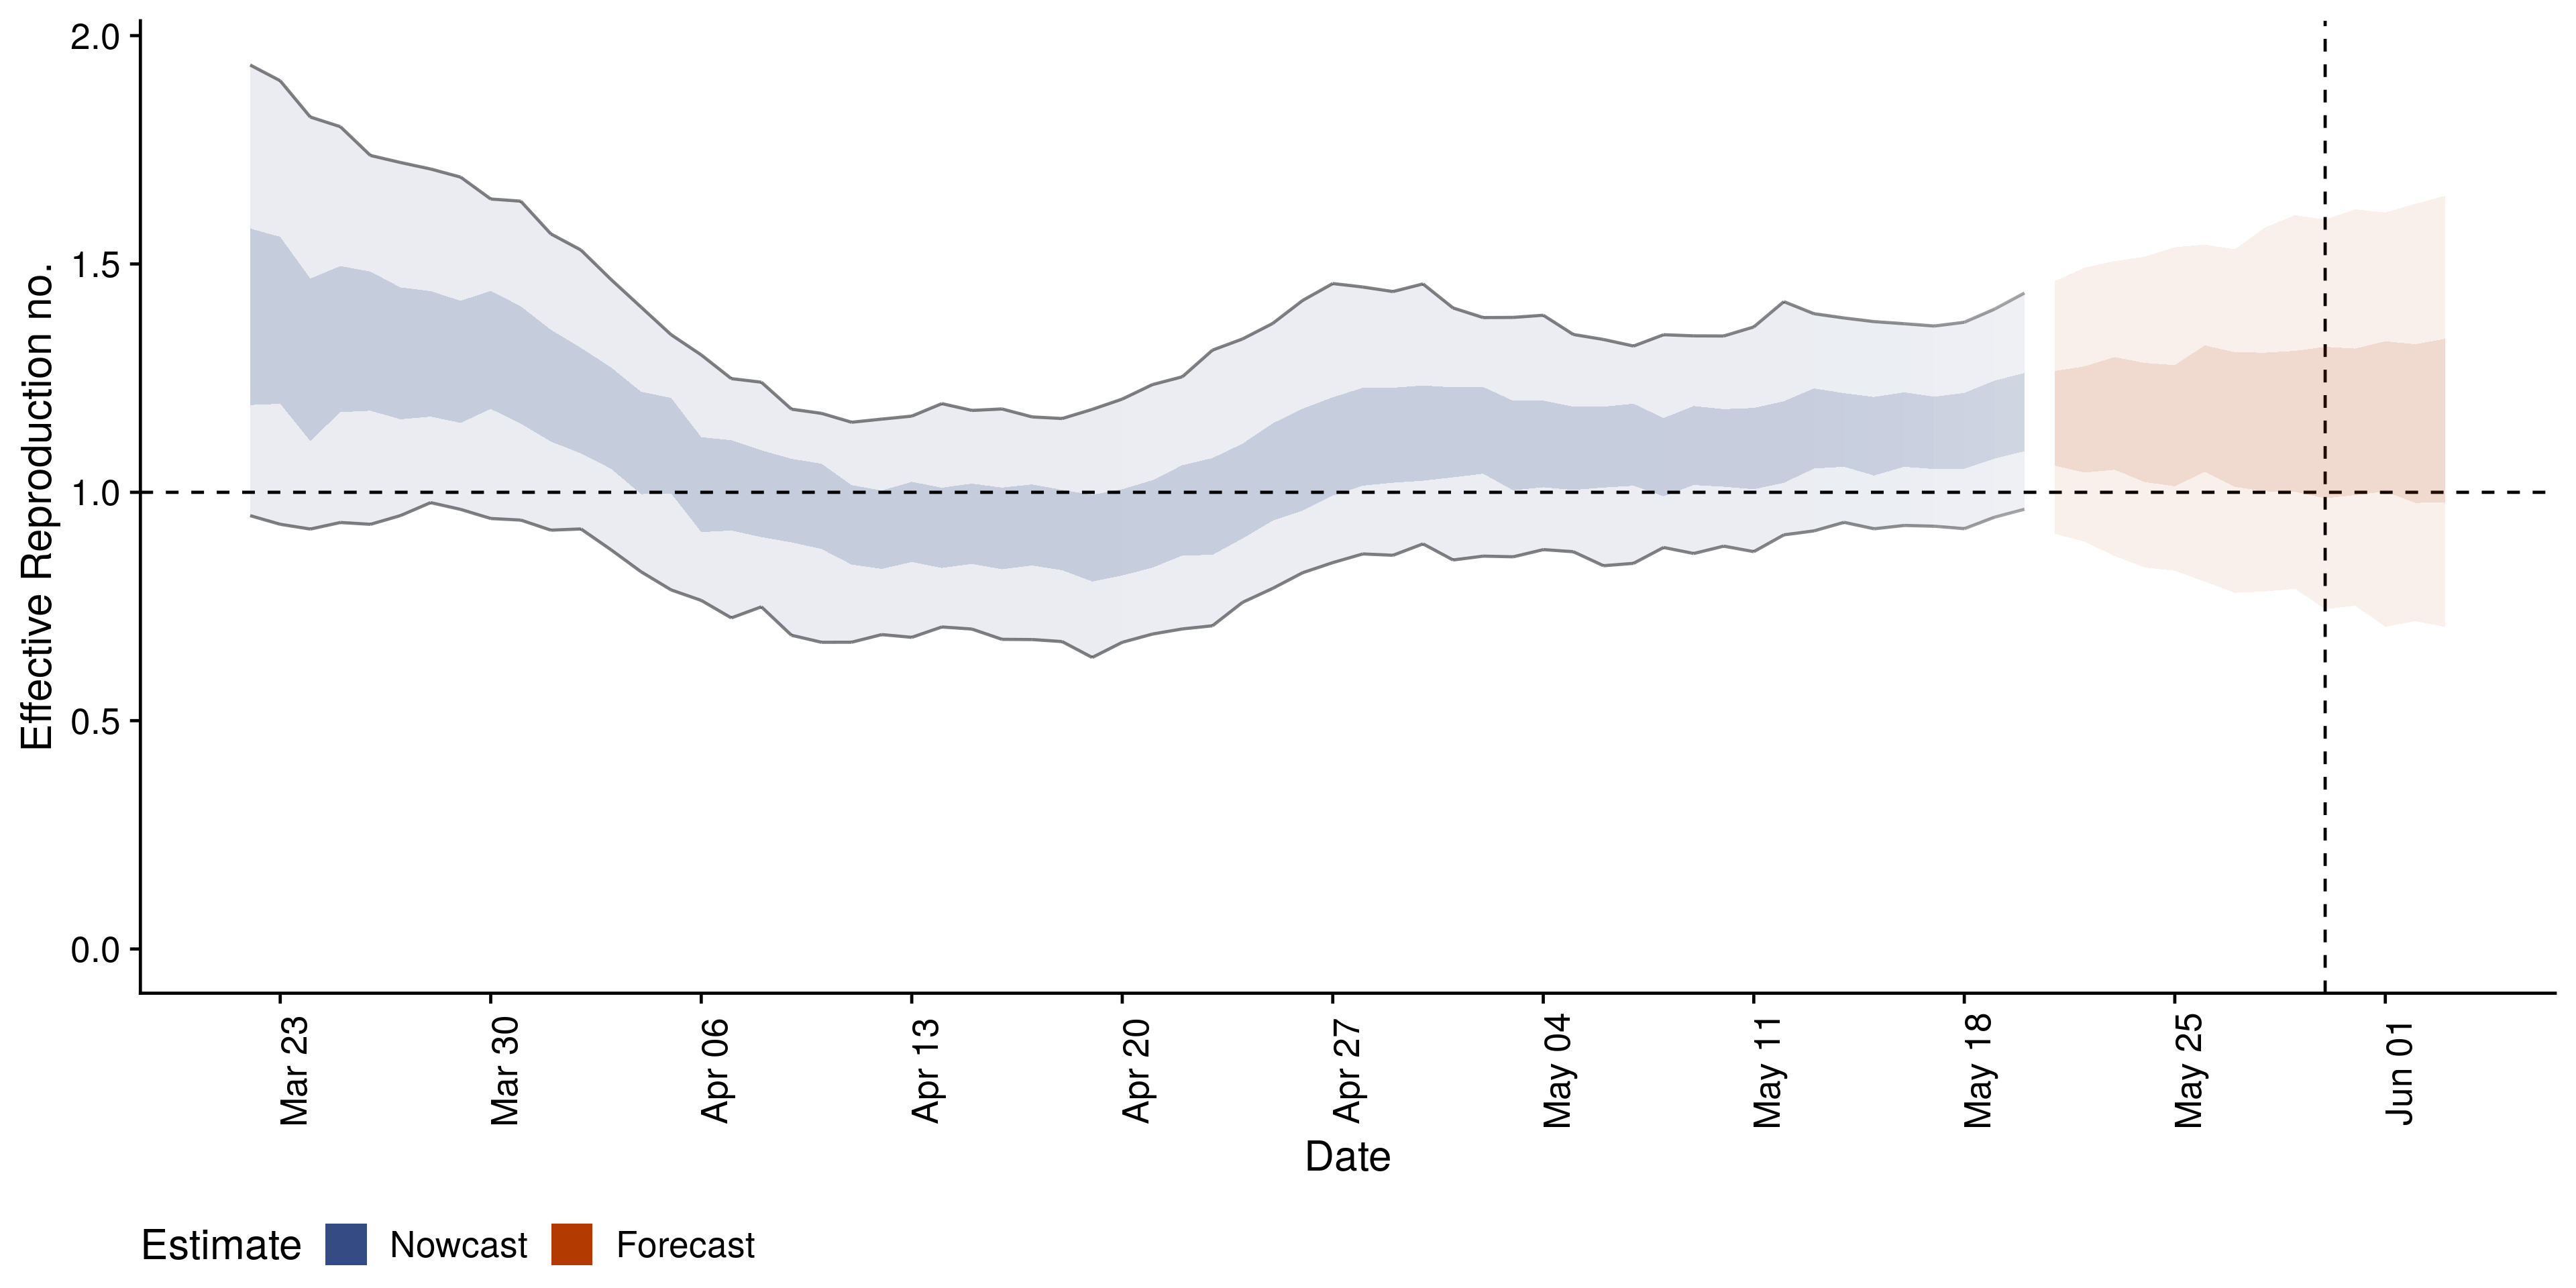 Effective Reproduction no.
2.0
1.5
1.0
0.5
0.0
Mar 23
Mar 30
Apr 06
Apr 13
Apr 20
Apr 27
May 04
May 11
May 18
May 25
Jun 01
Date
Estimate Nowcast Forecast